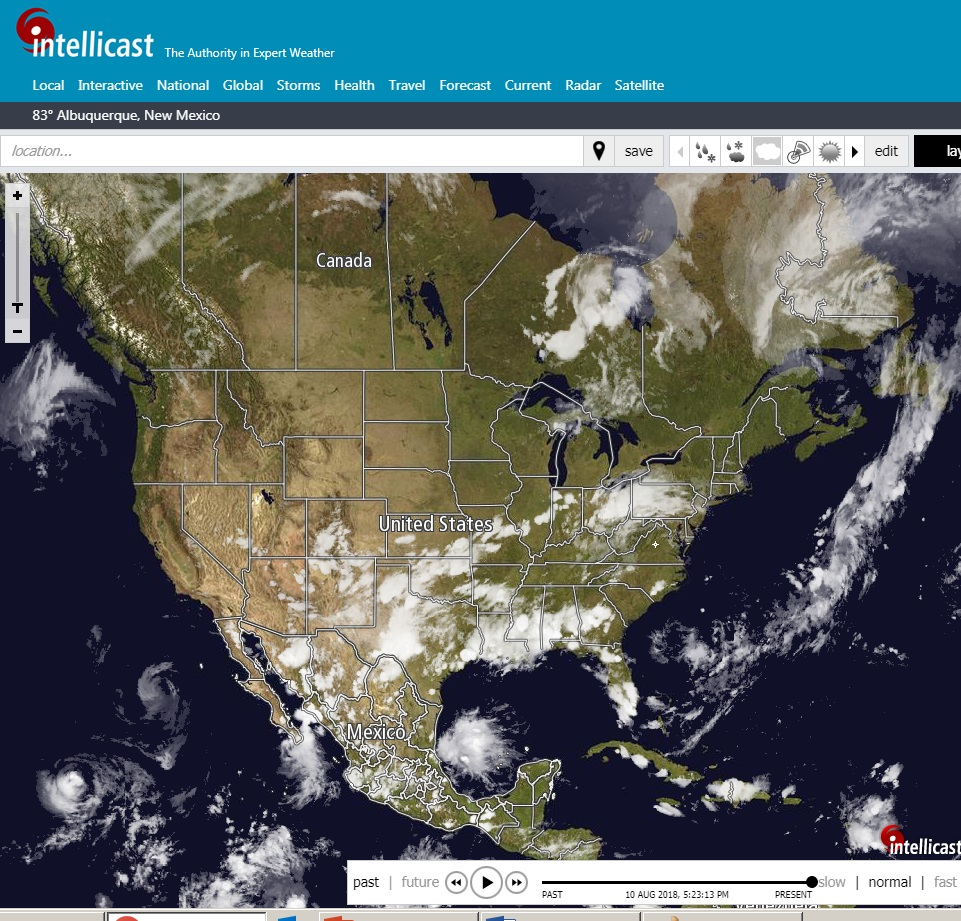 intellicast The Authority in Expert Weather
Local Interactive National Global Storms Health Travel Forecast Current Radar Satellite
83° Albuquerque, New Mexico
location... save edit lay
Canada
United States
Mexico
intellicast
past | future slow | normal | fast
PAST 10 AUG 2018, 5:23:13 PM PRESENT
Venezuela